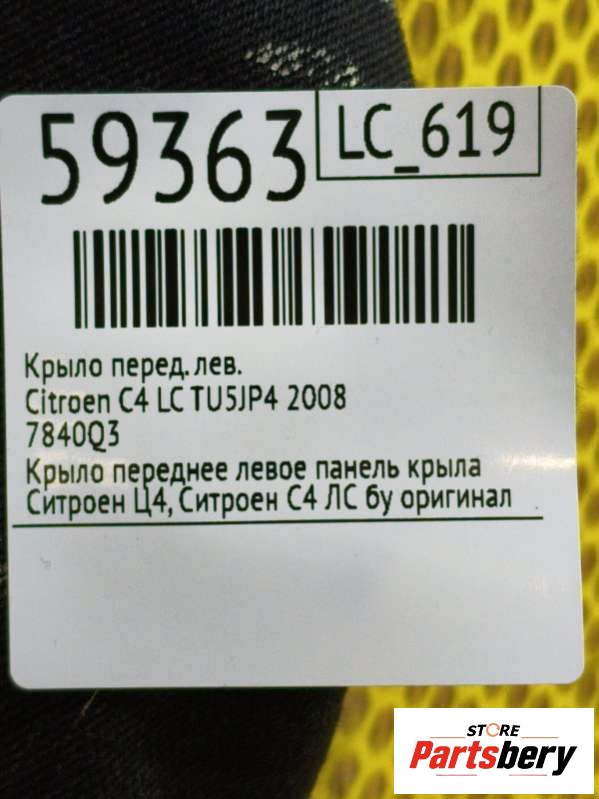 59363 LC_619
Крыло перед. лев.
Citroen C4 LC TU5JP4 2008
7840Q3
Крыло переднее левое панель крыла
Ситроен Ц4, Ситроен С4 ЛС бу оригинал
STORE
Partsbery